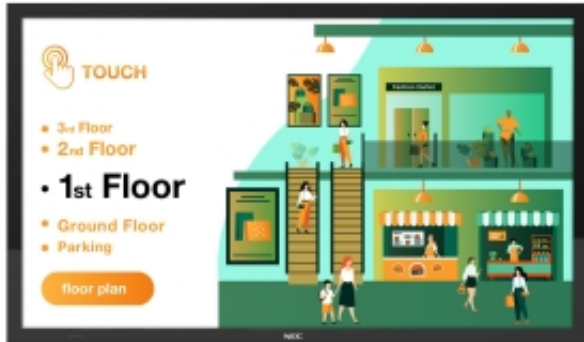 TOUCH
3rd Floor
2nd Floor
1st Floor
Ground Floor
Parking
floor plan
Fashion Outlet
NEC